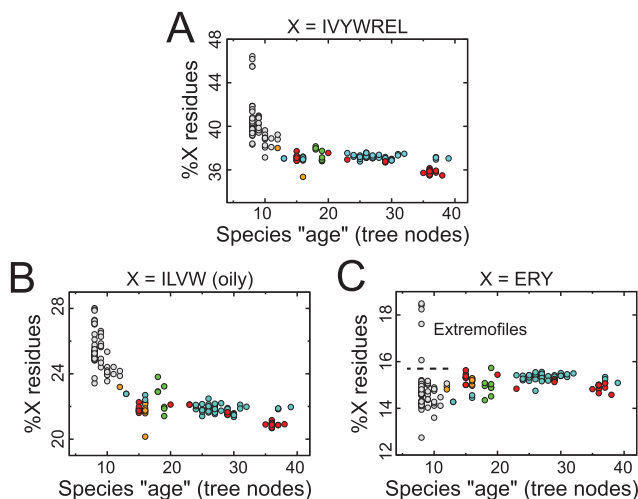 A
X = IVYWREL
48
44
40
36
%X residues
10 20 30 40
Species "age" (tree nodes)
B
X = ILVW (oily)
28
26
24
22
20
%X residues
10 20 30 40
Species "age" (tree nodes)
C
X = ERY
18
16
14
12
%X residues
Extremofiles
10 20 30 40
Species "age" (tree nodes)